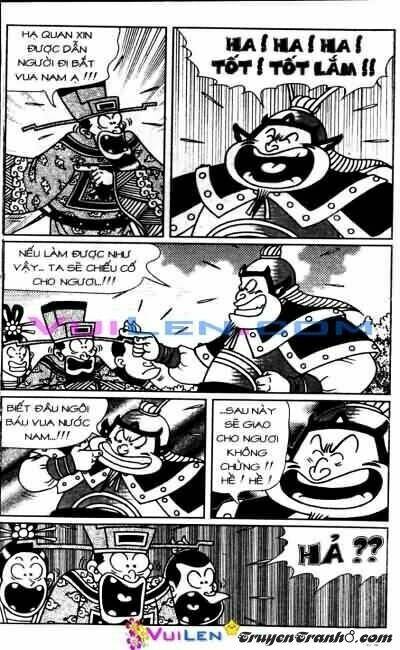 HẠ QUAN XIN
ĐƯỢC DẪN
NGƯỜI ĐI BẮT
VUA NAM Ạ !!!
HA! HA! HA!
TỐT! TỐT LẮM!!
NẾU LÀM ĐƯỢC NHƯ
VẬY... TA SẼ CHIẾU CỐ
CHO NGƯƠI...!!!
VUILEN.COM
BIẾT ĐÂU NGÔI
BÁU VUA NƯỚC
NAM...!!!
..SAU NÀY
SẼ GIAO
CHO NGƯƠI
KHÔNG
CHỪNG !!
HỀ ! HỀ !
HẢ ??
VUILEN
TruyenTranh8.com